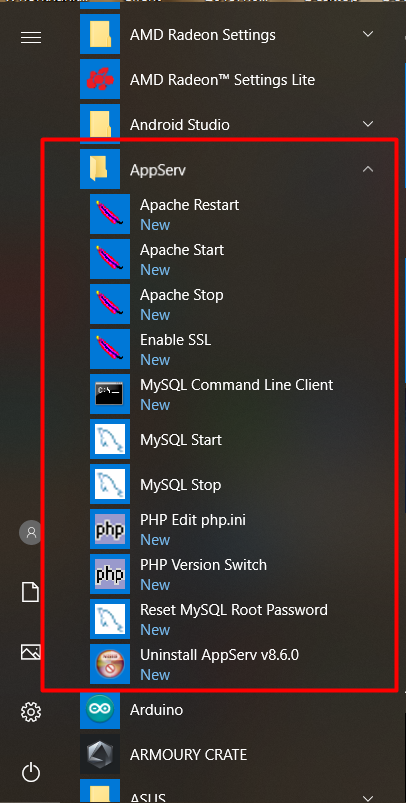 AMD Radeon Settings
AMD Radeon™ Settings Lite
Android Studio
AppServ
Apache Restart
New
Apache Start
New
Apache Stop
New
Enable SSL
New
C:\_
MySQL Command Line Client
New
MySQL Start
MySQL Stop
php
PHP Edit php.ini
New
php
PHP Version Switch
New
Reset MySQL Root Password
New
Uninstall AppServ v8.6.0
New
Arduino
ARMOURY CRATE
ASUS